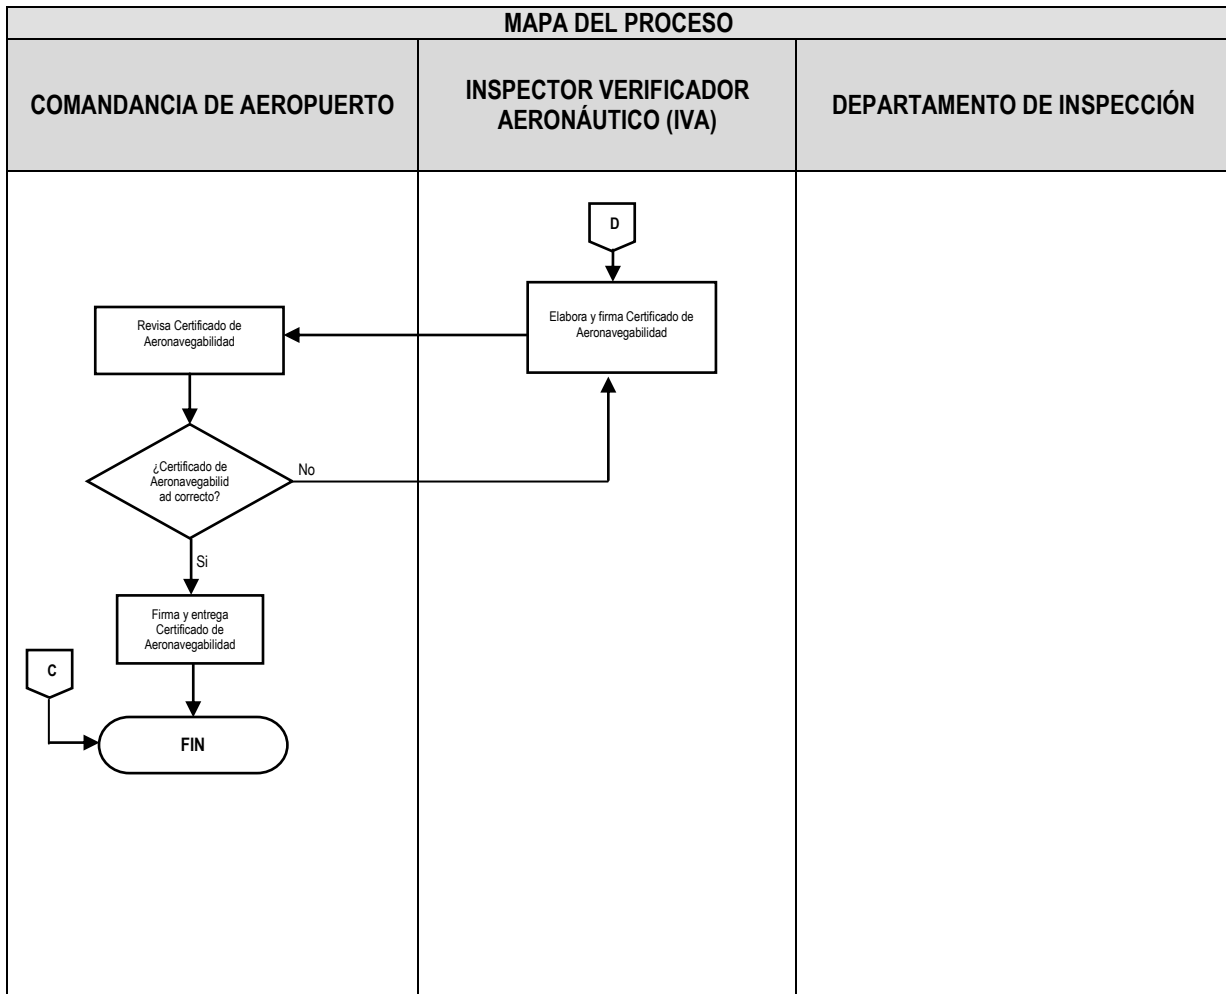 MAPA DEL PROCESO
COMANDANCIA DE AEROPUERTO
INSPECTOR VERIFICADOR
AERONÁUTICO (IVA)
DEPARTAMENTO DE INSPECCIÓN
D
Elabora y firma Certificado de
Aeronavegabilidad
Revisa Certificado de
Aeronavegabilidad
¿Certificado de
Aeronavegabilid
ad correcto?
No
Si
Firma y entrega
Certificado de
Aeronavegabilidad
C
FIN